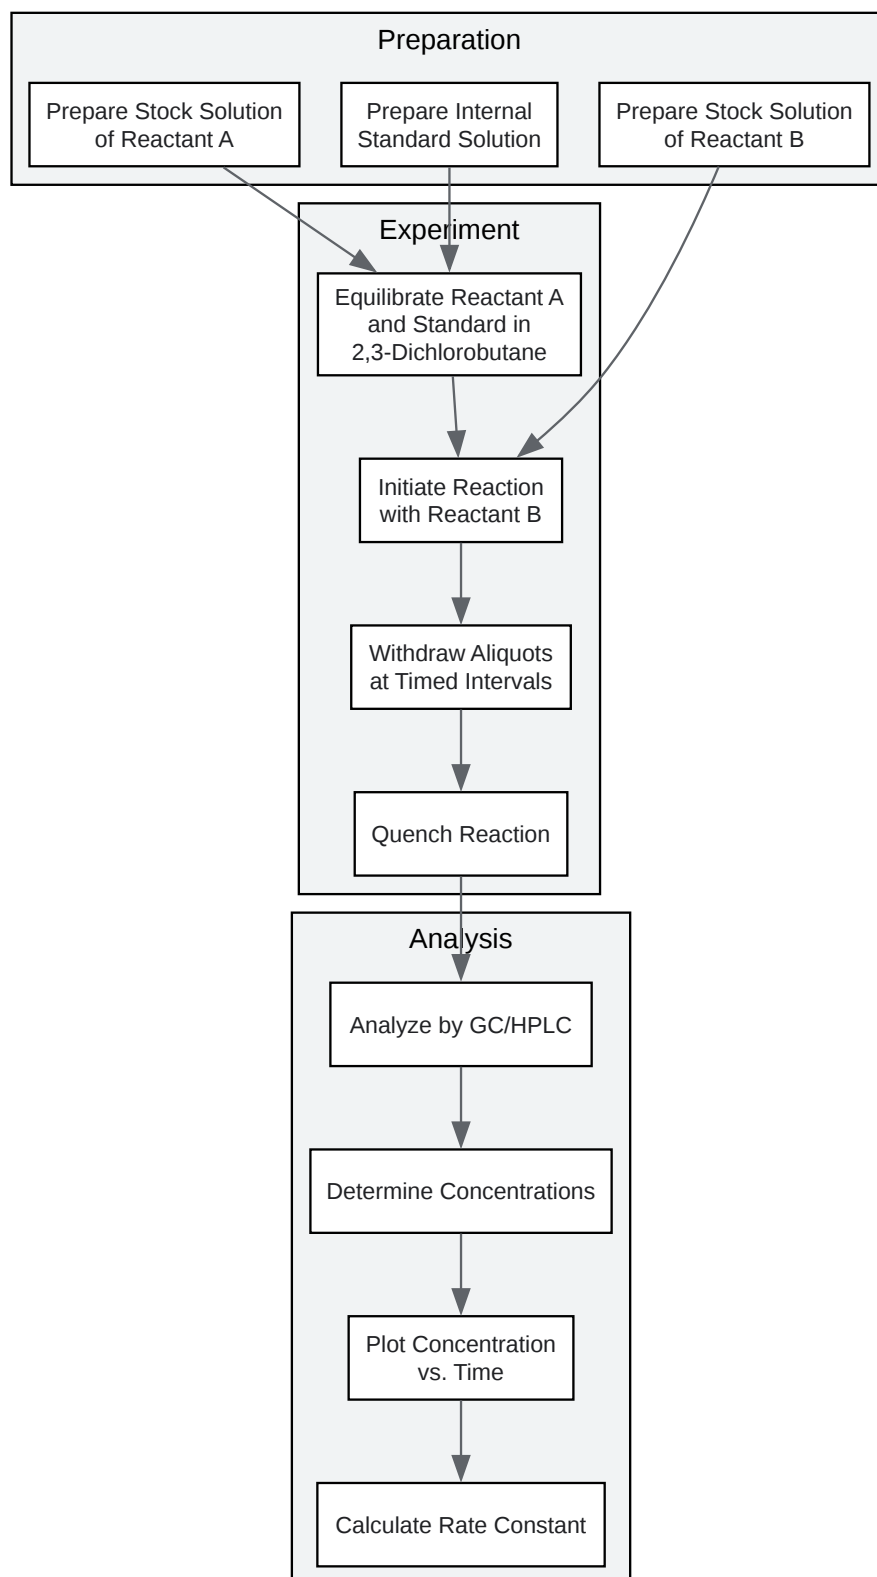 Preparation
Prepare Stock Solution
of Reactant A
Prepare Internal
Standard Solution
Prepare Stock Solution
of Reactant B
Experiment
Equilibrate Reactant A
and Standard in
2,3-Dichlorobutane
Initiate Reaction
with Reactant B
Withdraw Aliquots
at Timed Intervals
Quench Reaction
Analysis
Analyze by GC/HPLC
Determine Concentrations
Plot Concentration
vs. Time
Calculate Rate Constant